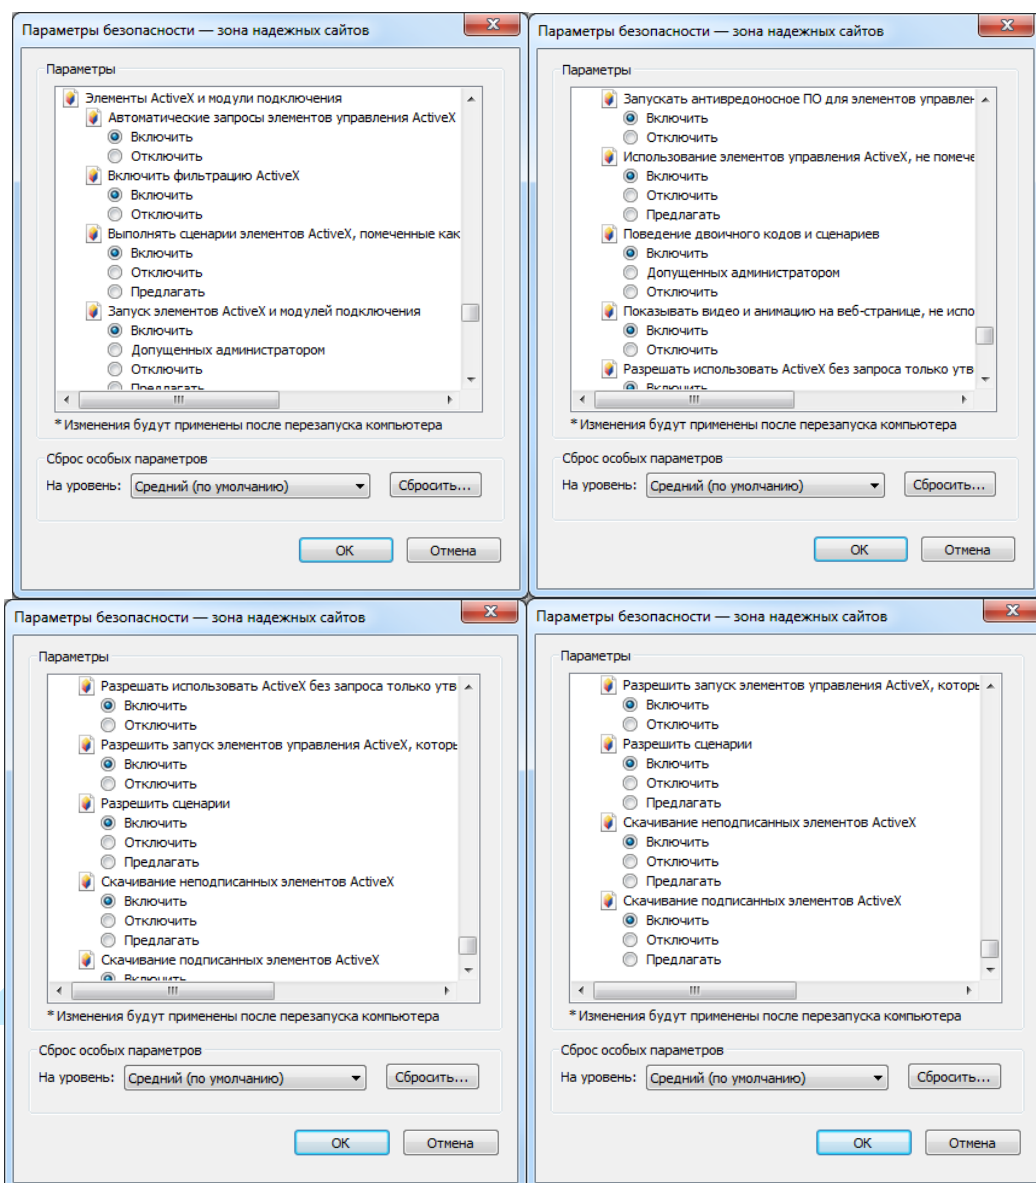 Параметры безопасности — зона надежных сайтов
Параметры
Элементы ActiveX и модули подключения
Автоматические запросы элементов управления ActiveX
Включить
Отключить
Включить фильтрацию ActiveX
Включить
Отключить
Выполнять сценарии элементов ActiveX, помеченные как
Включить
Отключить
Предлагать
Запуск элементов ActiveX и модулей подключения
Включить
Допущенных администратором
Отключить
Предлагать
* Изменения будут применены после перезапуска компьютера
Сброс особых параметров
На уровень: Средний (по умолчанию) Сбросить...
ОК Отмена
Параметры безопасности — зона надежных сайтов
Параметры
Запускать антивредоносное ПО для элементов управлен
Включить
Отключить
Использование элементов управления ActiveX, не помече
Включить
Отключить
Предлагать
Поведение двоичного кодов и сценариев
Включить
Допущенных администратором
Отключить
Показывать видео и анимацию на веб-странице, не испо
Включить
Отключить
Разрешать использовать ActiveX без запроса только утв
Включить
* Изменения будут применены после перезапуска компьютера
Сброс особых параметров
На уровень: Средний (по умолчанию) Сбросить...
ОК Отмена
Параметры безопасности — зона надежных сайтов
Параметры
Разрешать использовать ActiveX без запроса только утв
Включить
Отключить
Разрешить запуск элементов управления ActiveX, которь
Включить
Отключить
Разрешить сценарии
Включить
Отключить
Предлагать
Скачивание неподписанных элементов ActiveX
Включить
Отключить
Предлагать
Скачивание подписанных элементов ActiveX
Включить
* Изменения будут применены после перезапуска компьютера
Сброс особых параметров
На уровень: Средний (по умолчанию) Сбросить...
ОК Отмена
Параметры безопасности — зона надежных сайтов
Параметры
Разрешить запуск элементов управления ActiveX, которь
Включить
Отключить
Разрешить сценарии
Включить
Отключить
Предлагать
Скачивание неподписанных элементов ActiveX
Включить
Отключить
Предлагать
Скачивание подписанных элементов ActiveX
Включить
Отключить
Предлагать
* Изменения будут применены после перезапуска компьютера
Сброс особых параметров
На уровень: Средний (по умолчанию) Сбросить...
ОК Отмена